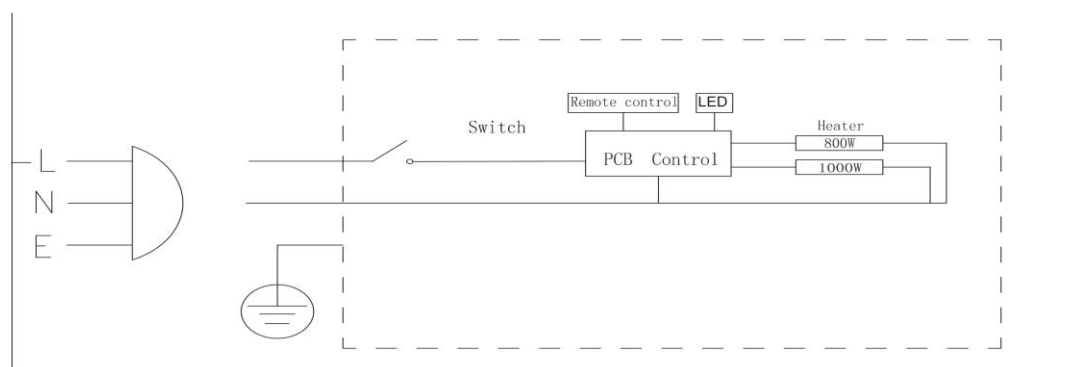 Remote control
LED
Switch
Heater
800W
L
PCB Control
1000W
N
E